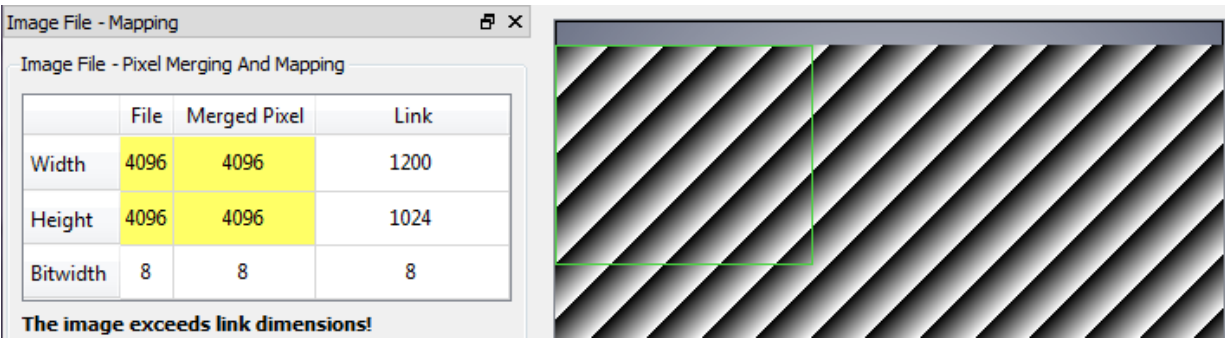 Image File - Mapping
Image File - Pixel Merging And Mapping
File Merged Pixel Link
Width 4096 4096 1200
Height 4096 4096 1024
Bitwidth 8 8 8
The image exceeds link dimensions!